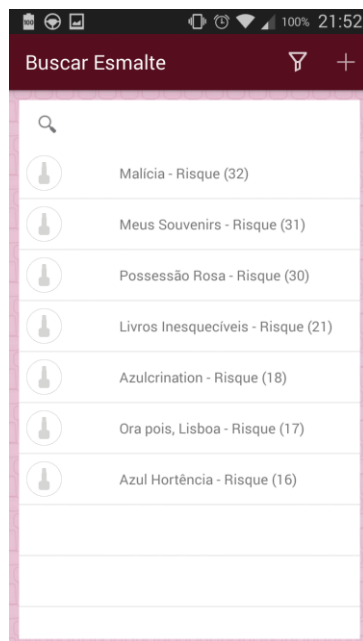 100% 21:52
Buscar Esmalte
Malícia - Risque (32)
Meus Souvenirs - Risque (31)
Possessão Rosa - Risque (30)
Livros Inesquecíveis - Risque (21)
Azulcrination - Risque (18)
Ora pois, Lisboa - Risque (17)
Azul Hortência - Risque (16)